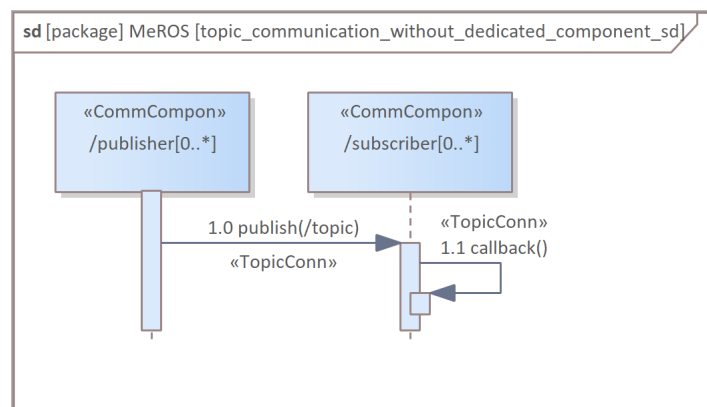 sd [package] MeROS [topic_communication_without_dedicated_component_sd]
«CommCompon»
/publisher[0..*]
«CommCompon»
/subscriber[0..*]
1.0 publish(/topic)
«TopicConn»
«TopicConn»
1.1 callback()